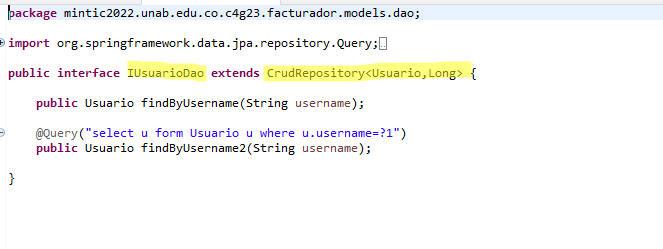 package mintic2022.unab.edu.co.c4g23.facturador.models.dao;
import org.springframework.data.jpa.repository.Query;
public interface IUsuarioDao extends CrudRepository<Usuario,Long> {
public Usuario findByUsername(String username);
@Query("select u form Usuario u where u.username=?1")
public Usuario findByUsername2(String username);
}